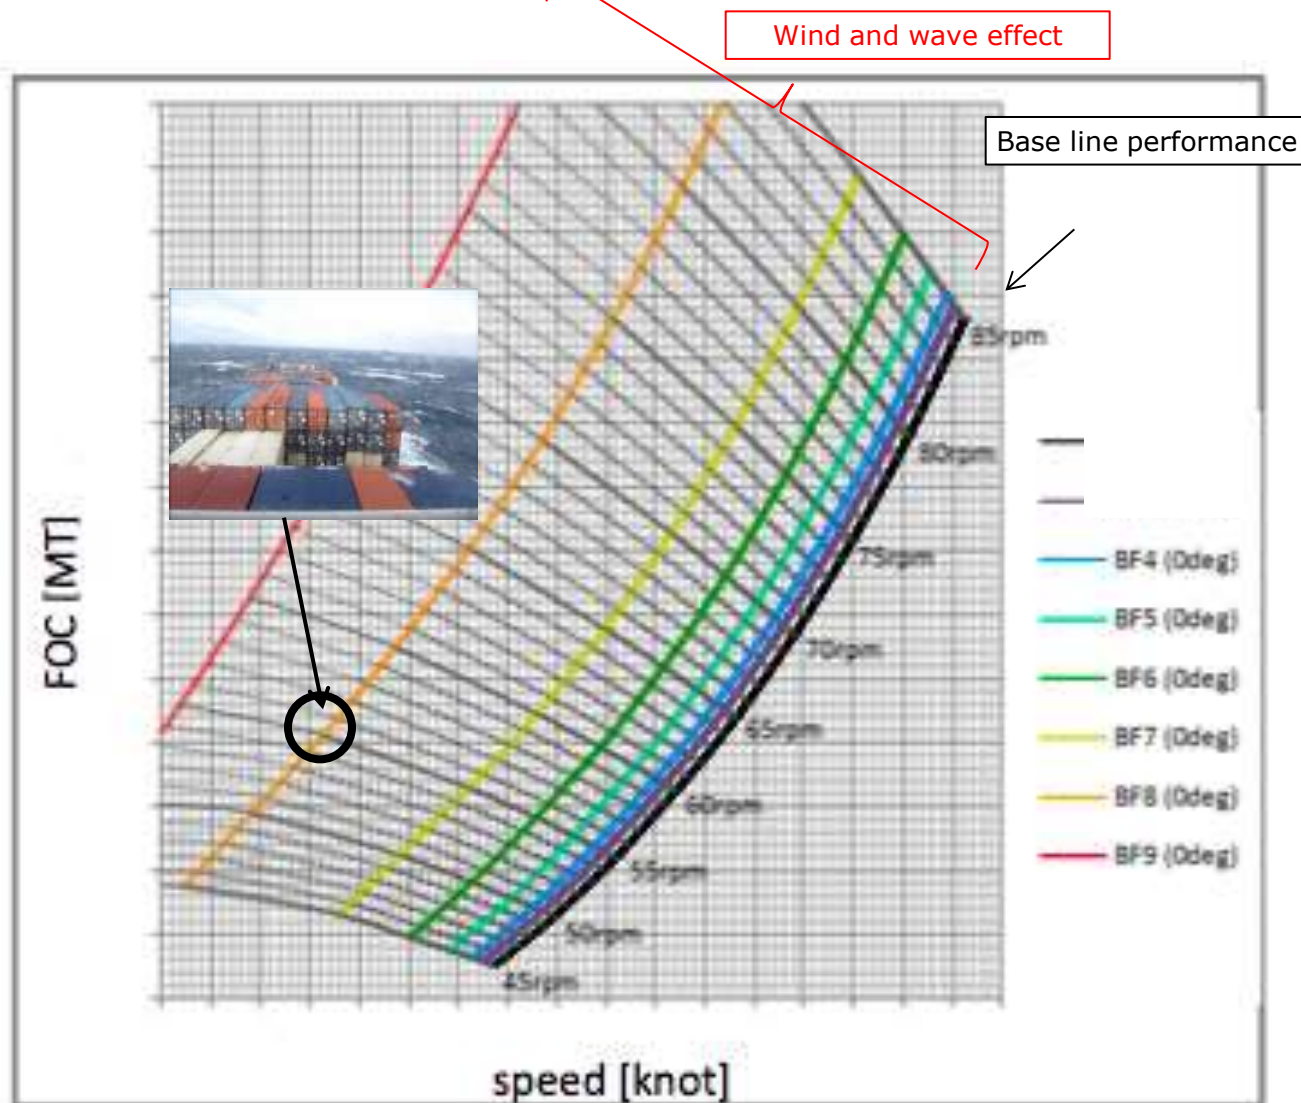 Wind and wave effect
Base line performance
85rpm
80rpm
75rpm
70rpm
65rpm
60rpm
55rpm
50rpm
45rpm
BF4 (0deg)
BF5 (0deg)
BF6 (0deg)
BF7 (0deg)
BF8 (0deg)
BF9 (0deg)
FOC [MT]
speed [knot]